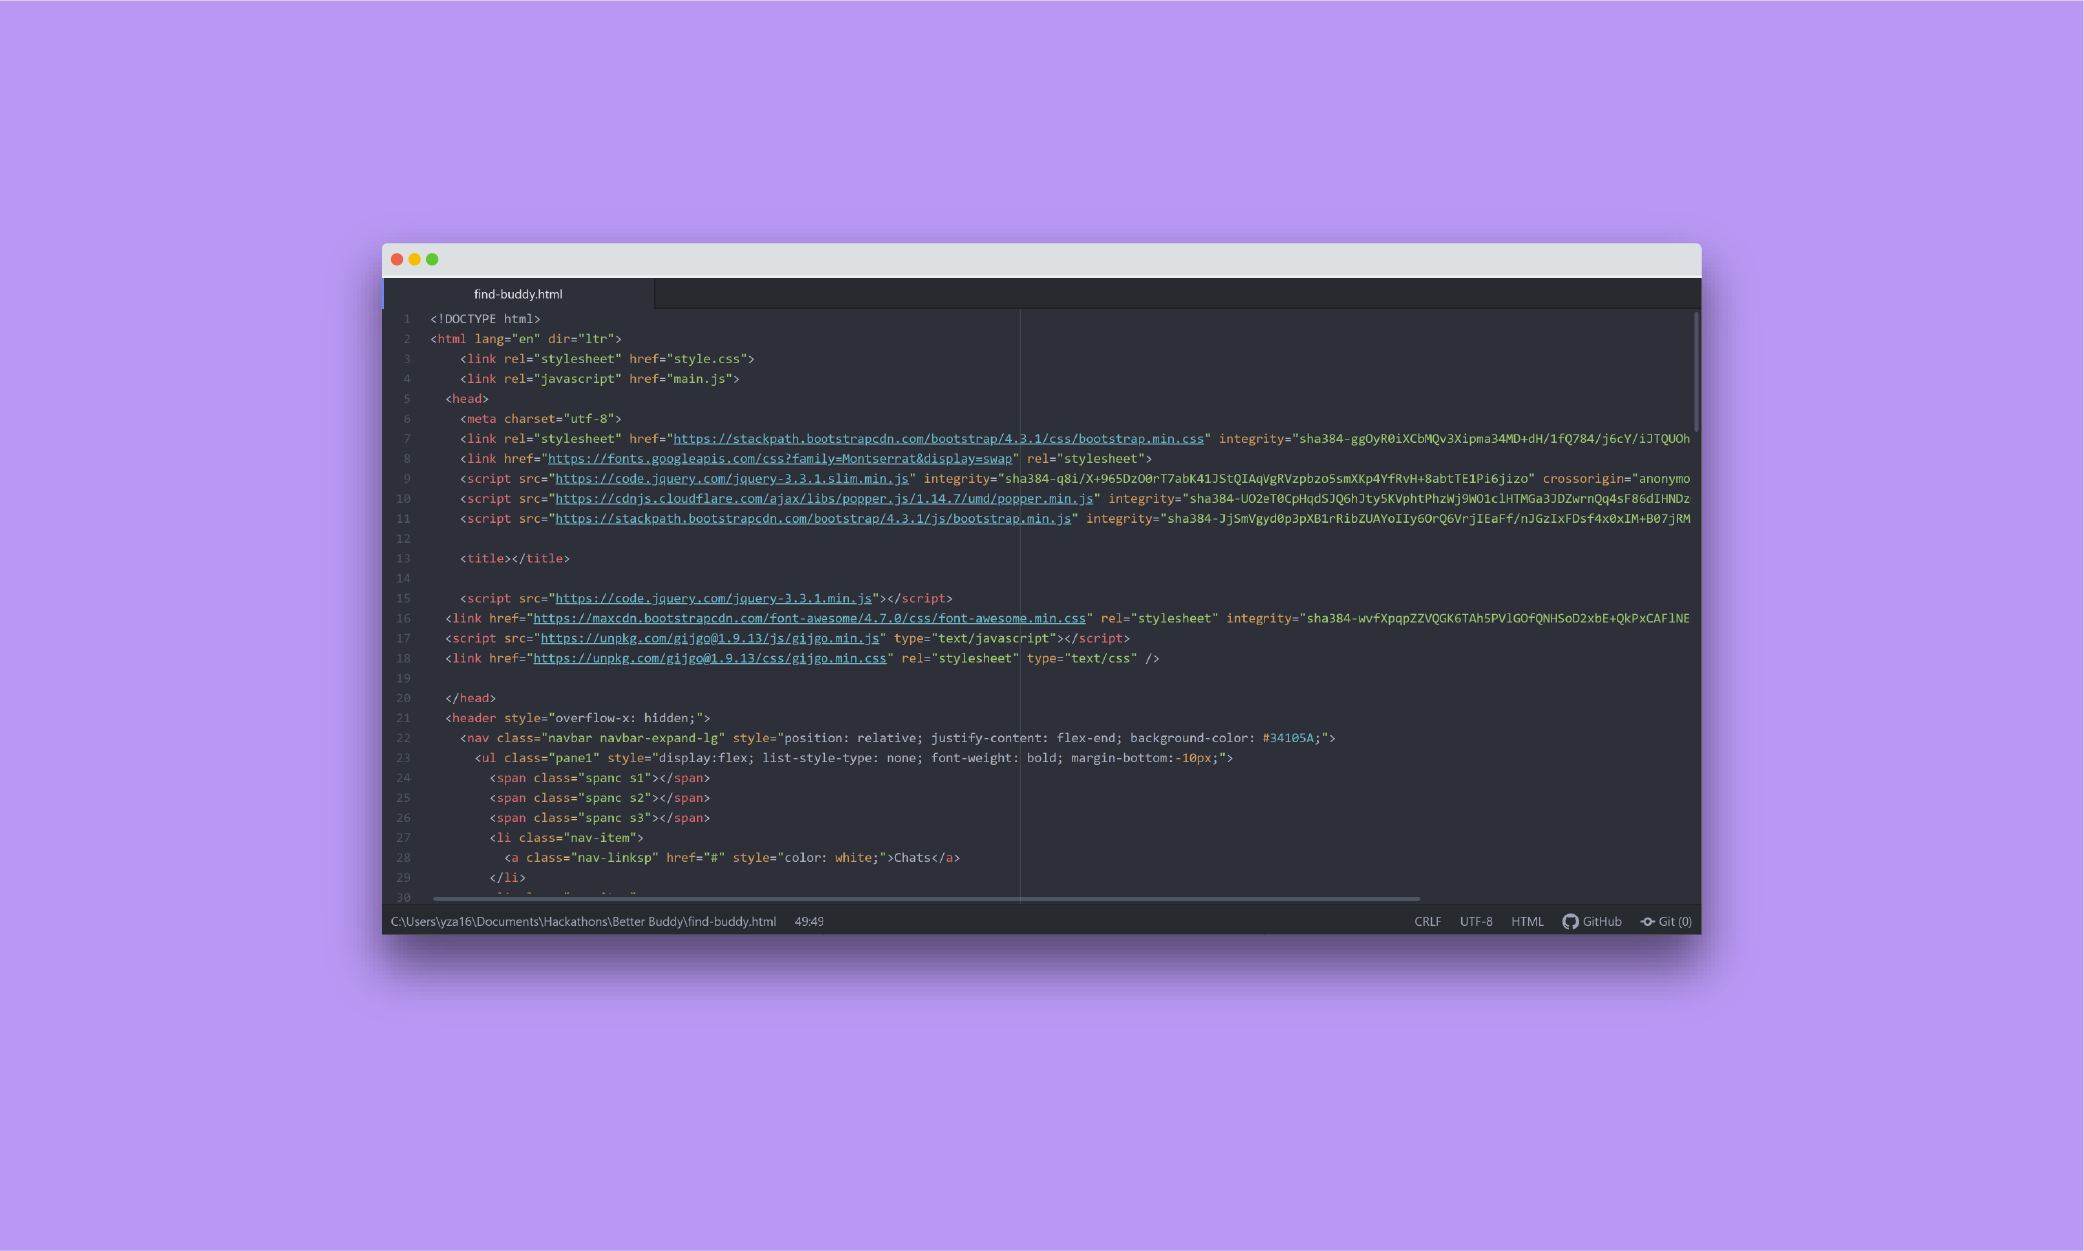 find-buddy.html
1 <!DOCTYPE html>
2 <html lang="en" dir="ltr">
3 <link rel="stylesheet" href="style.css">
4 <link rel="javascript" href="main.js">
5 <head>
6 <meta charset="utf-8">
7 <link rel="stylesheet" href="https://stackpath.bootstrapcdn.com/bootstrap/4.3.1/css/bootstrap.min.css" integrity="sha384-ggOyR0iXCbMQv3Xipma34MD+dH/1fQ784/j6cY/iJTQUOh
8 <link href="https://fonts.googleapis.com/css?family=Montserrat&display=swap" rel="stylesheet">
9 <script src="https://code.jquery.com/jquery-3.3.1.slim.min.js" integrity="sha384-q8i/X+965DzO0rT7abK41JStQIAqVgRVzpbzo5smXKp4YfRvH+8abtTE1Pi6jizo" crossorigin="anonymo
10 <script src="https://cdnjs.cloudflare.com/ajax/libs/popper.js/1.14.7/umd/popper.min.js" integrity="sha384-UO2eT0CpHqdSJQ6hJty5KVphtPhzWj9WO1clHTMGa3JDZwrnQq4sF86dIHNDz
11 <script src="https://stackpath.bootstrapcdn.com/bootstrap/4.3.1/js/bootstrap.min.js" integrity="sha384-JjSmVgyd0p3pXB1rRibZUAYoIIy6OrQ6VrjIEaFf/nJGzIxFDsf4x0xIM+B07jRM
12
13 <title></title>
14
15 <script src="https://code.jquery.com/jquery-3.3.1.min.js"></script>
16 <link href="https://maxcdn.bootstrapcdn.com/font-awesome/4.7.0/css/font-awesome.min.css" rel="stylesheet" integrity="sha384-wvfXpqpZZVQGK6TAh5PVlGOfQNHSoD2xbE+QkPxCAFlNE
17 <script src="https://unpkg.com/gijgo@1.9.13/js/gijgo.min.js" type="text/javascript"></script>
18 <link href="https://unpkg.com/gijgo@1.9.13/css/gijgo.min.css" rel="stylesheet" type="text/css" />
19
20 </head>
21 <header style="overflow-x: hidden;">
22 <nav class="navbar navbar-expand-lg" style="position: relative; justify-content: flex-end; background-color: #34105A;">
23 <ul class="pane1" style="display:flex; list-style-type: none; font-weight: bold; margin-bottom:-10px;">
24 <span class="spanc s1"></span>
25 <span class="spanc s2"></span>
26 <span class="spanc s3"></span>
27 <li class="nav-item">
28 <a class="nav-linksp" href="#" style="color: white;">Chats</a>
29 </li>
30
C:\Users\yza16\Documents\Hackathons\Better Buddy\find-buddy.html 49:49 CRLF UTF-8 HTML GitHub Git (0)